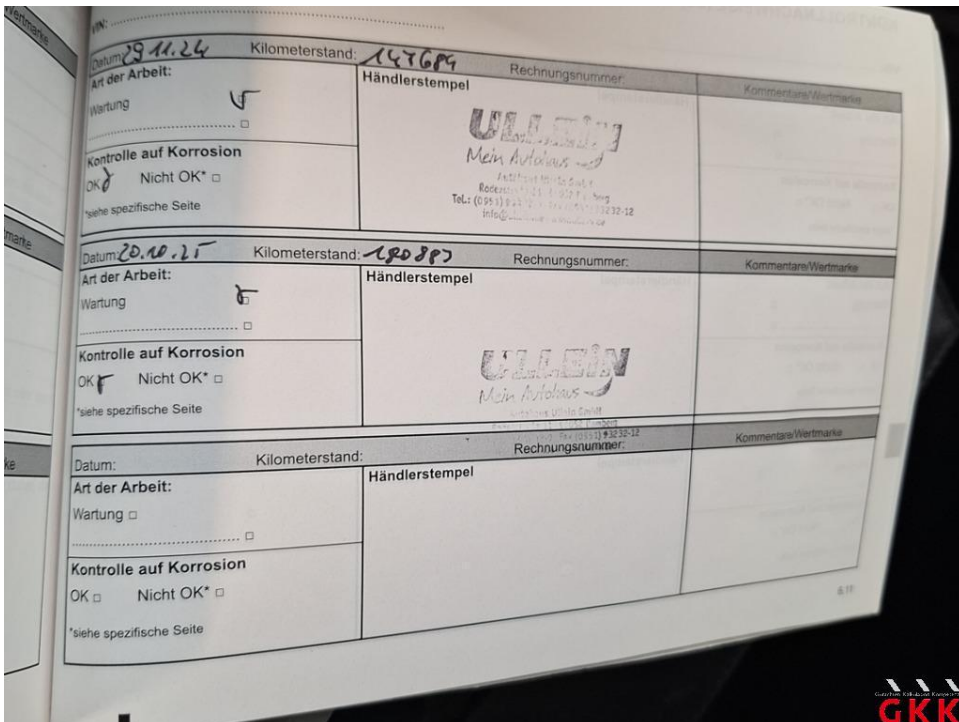 VIN:
Datum: 29.11.24 Kilometerstand: 147684 Rechnungsnummer: Kommentare/Wertmarke
Art der Arbeit: Händlerstempel
Wartung
ULLEIN
Mein Autohaus
Kontrolle auf Korrosion
OK Nicht OK*
*siehe spezifische Seite
Datum: 20.10.25 Kilometerstand: Rechnungsnummer: Kommentare/Wertmarke
Art der Arbeit: Händlerstempel
Wartung
Kontrolle auf Korrosion
ULLEIN
OK Nicht OK*
Mein Autohaus
*siehe spezifische Seite
Datum: Kilometerstand: Rechnungsnummer: Kommentare/Wertmarke
Art der Arbeit: Händlerstempel
Wartung
Kontrolle auf Korrosion
OK Nicht OK*
*siehe spezifische Seite
GKK